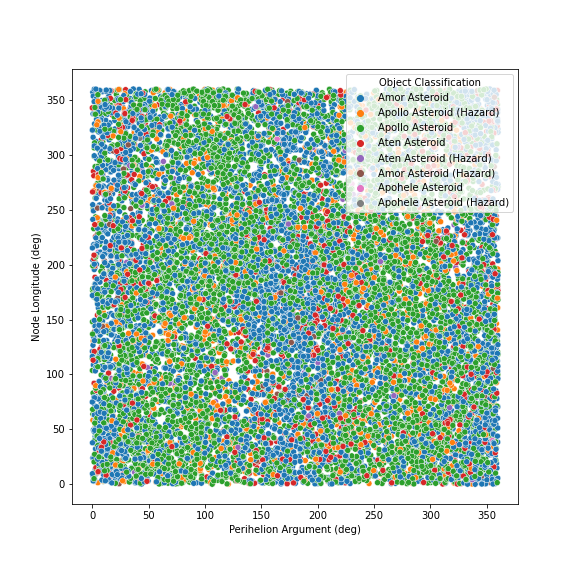 Object Classification
Amor Asteroid
Apollo Asteroid (Hazard)
Apollo Asteroid
Aten Asteroid
Aten Asteroid (Hazard)
Amor Asteroid (Hazard)
Apohele Asteroid
Apohele Asteroid (Hazard)
350
300
250
200
150
100
50
0
Node Longitude (deg)
0 50 100 150 200 250 300 350
Perihelion Argument (deg)